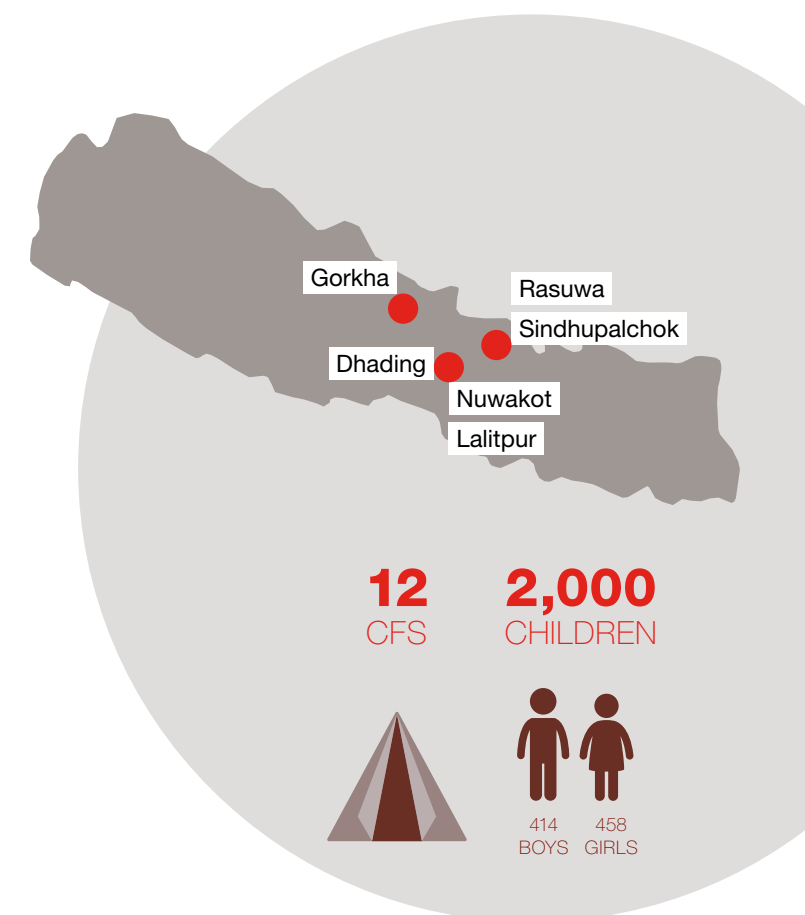 Gorkha
Rasuwa
Sindhupalchok
Dhading
Nuwakot
Lalitpur
12
CFS
2,000
CHILDREN
414
BOYS
458
GIRLS